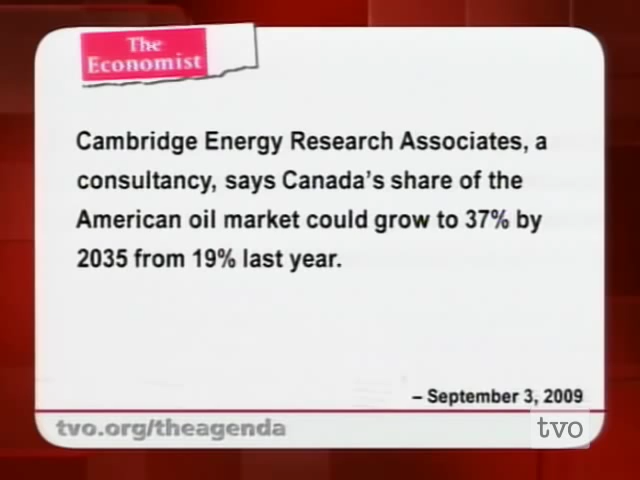 The
Economist
Cambridge Energy Research Associates, a
consultancy, says Canada's share of the
American oil market could grow to 37% by
2035 from 19% last year.
– September 3, 2009
tvo.org/theagenda
tvo